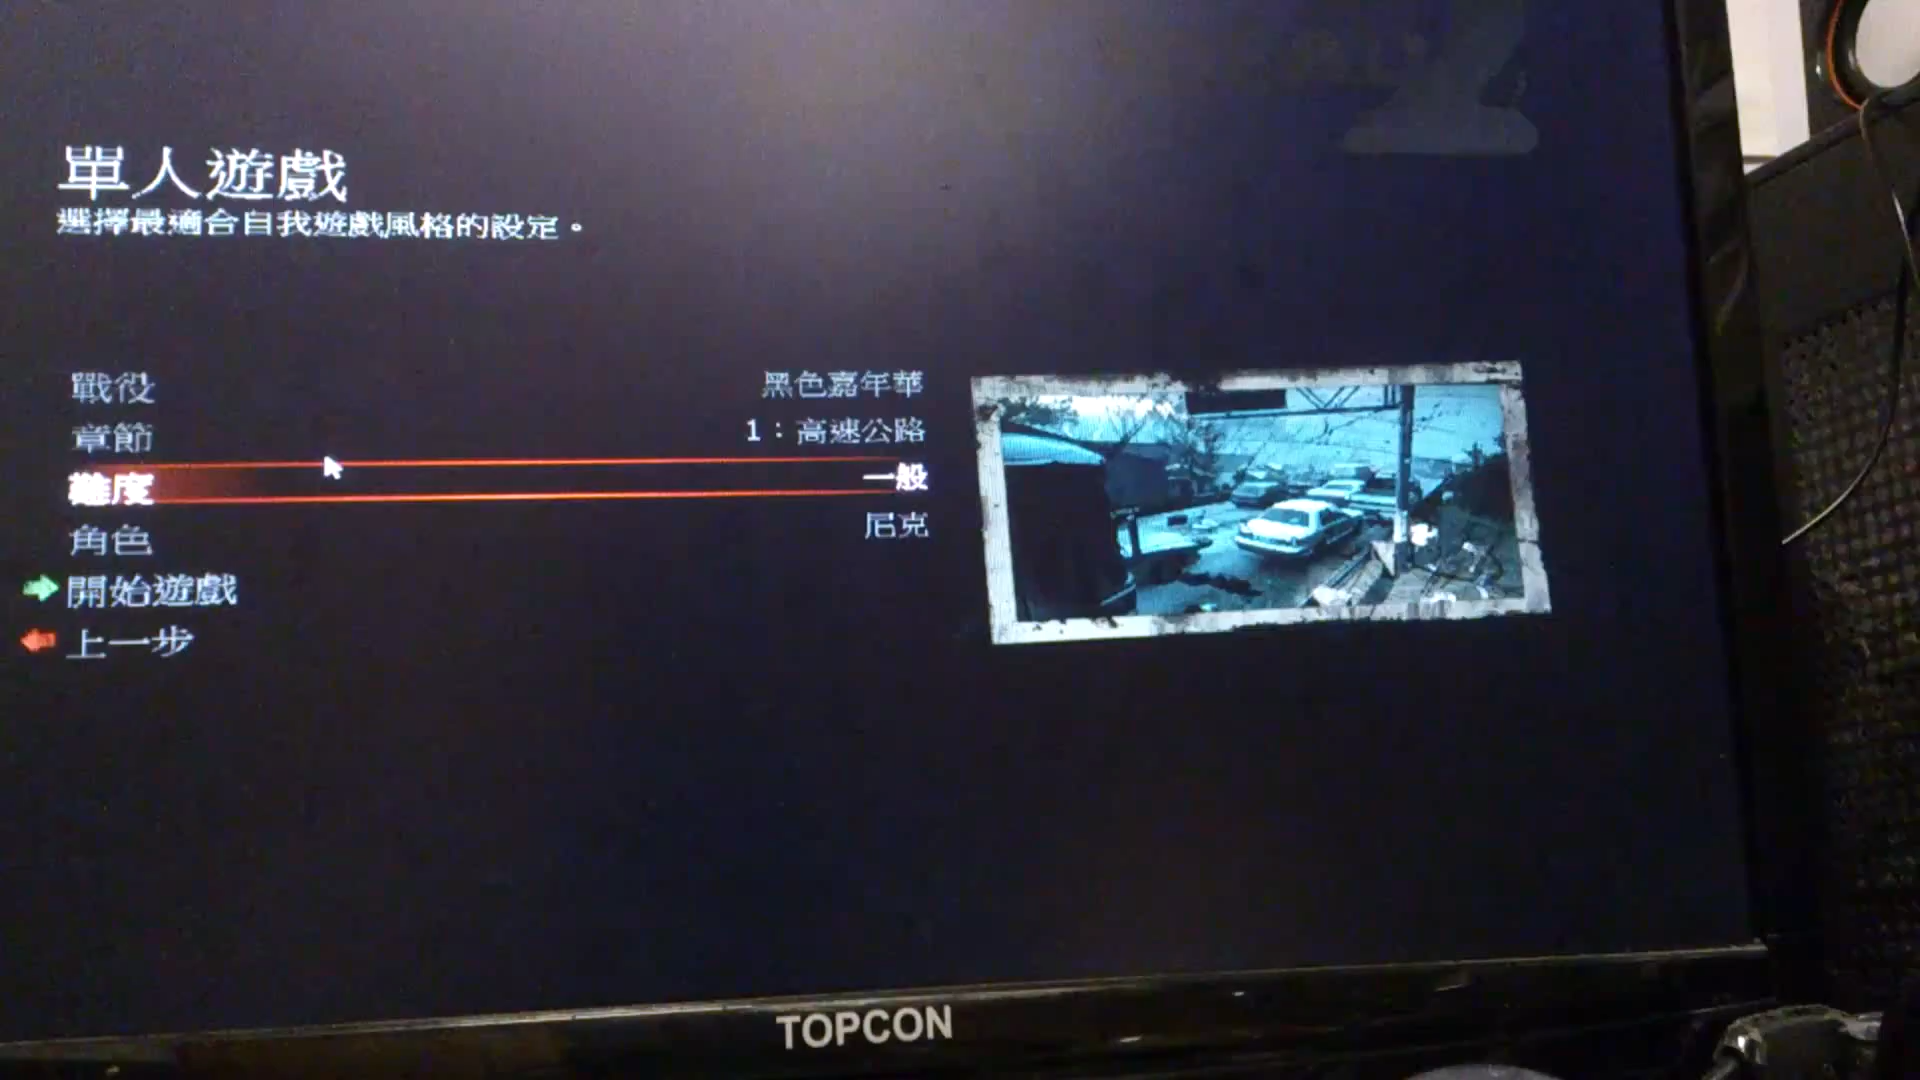 單人遊戲
選擇最適合自我遊戲風格的設定。
戰役 黑色嘉年華
章節 1：高速公路
難度 一般
角色 尼克
開始遊戲
上一步
TOPCON